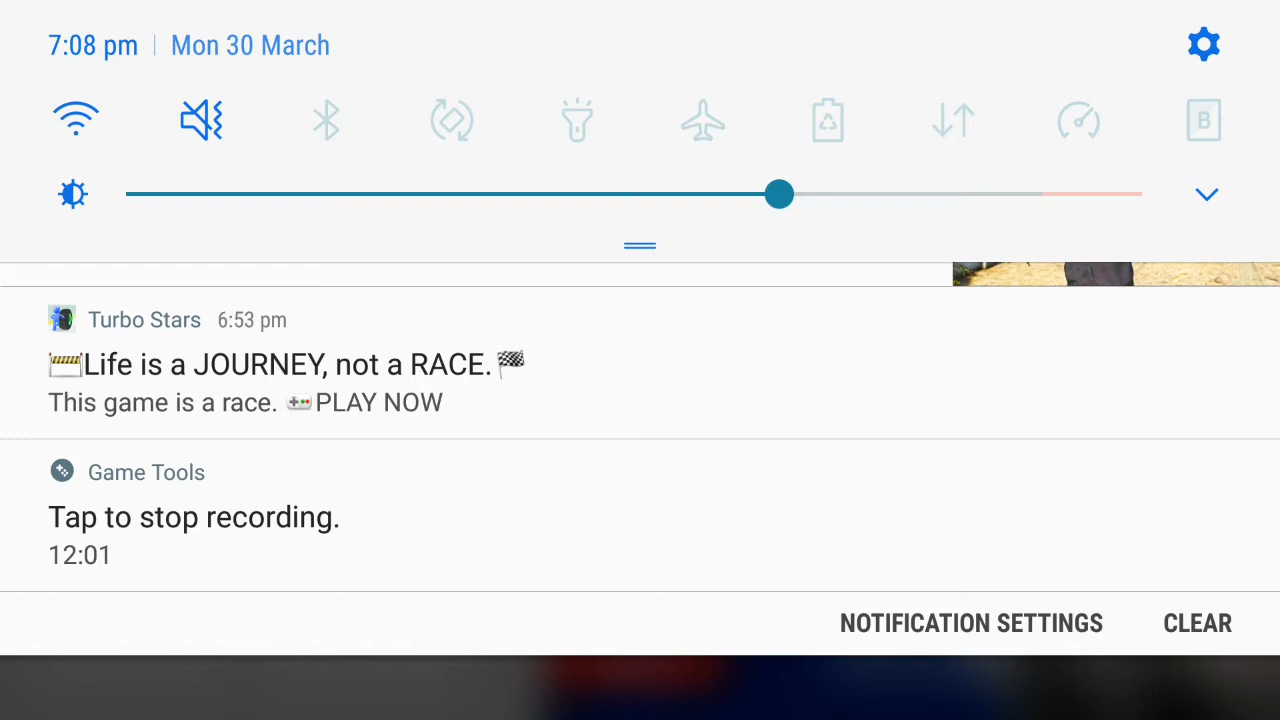 7:08 pm | Mon 30 March
B
Turbo Stars 6:53 pm
🚧Life is a JOURNEY, not a RACE.🏁
This game is a race. 🎮PLAY NOW
Game Tools
Tap to stop recording.
12:01
NOTIFICATION SETTINGS CLEAR